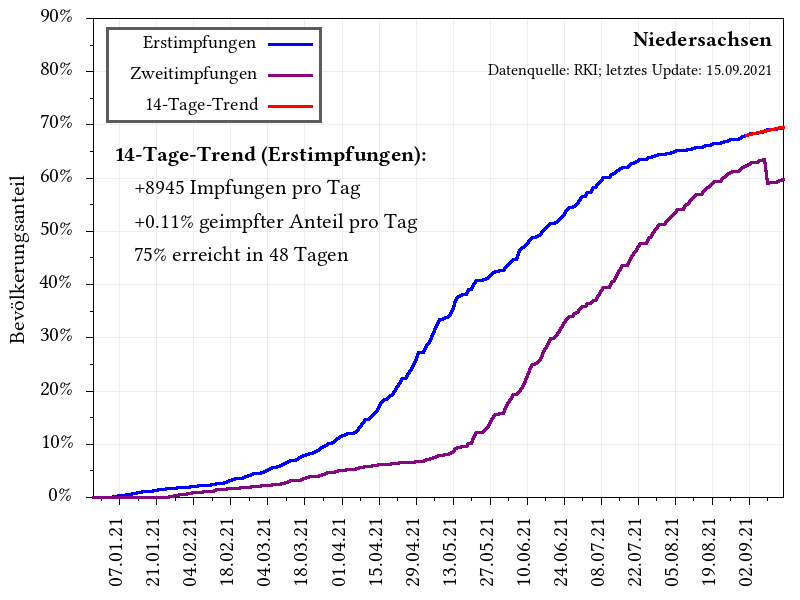 90%
80%
70%
60%
50%
40%
30%
20%
10%
0%
Bevölkerungsanteil
Erstimpfungen
Zweitimpfungen
14-Tage-Trend
Niedersachsen
Datenquelle: RKI; letztes Update: 15.09.2021
14-Tage-Trend (Erstimpfungen):
+8945 Impfungen pro Tag
+0.11% geimpfter Anteil pro Tag
75% erreicht in 48 Tagen
07.01.21
21.01.21
04.02.21
18.02.21
04.03.21
18.03.21
01.04.21
15.04.21
29.04.21
13.05.21
27.05.21
10.06.21
24.06.21
08.07.21
22.07.21
05.08.21
19.08.21
02.09.21